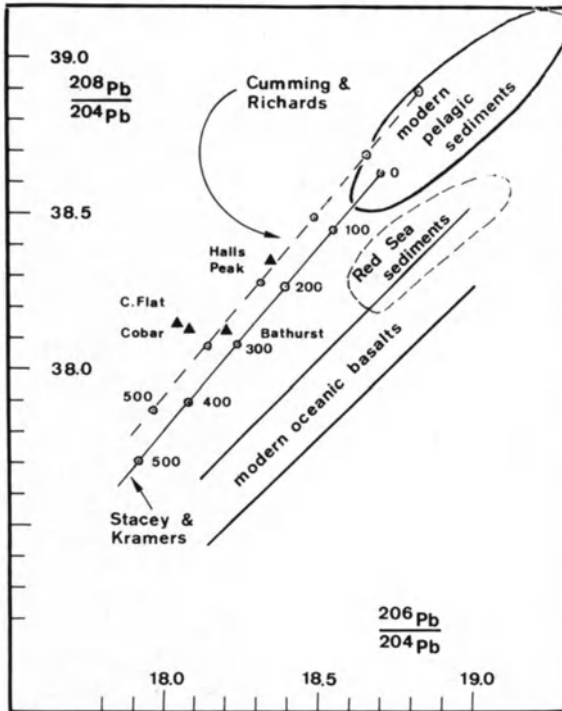 39.0
208Pb
204Pb
Cumming &
Richards
modern
pelagic
sediments
38.5
0
100
Halls
Peak
200
Red Sea
sediments
C. Flat
Cobar
Bathurst
300
38.0
500
400
500
modern oceanic basalts
Stacey &
Kramers
206Pb
204Pb
18.0
18.5
19.0